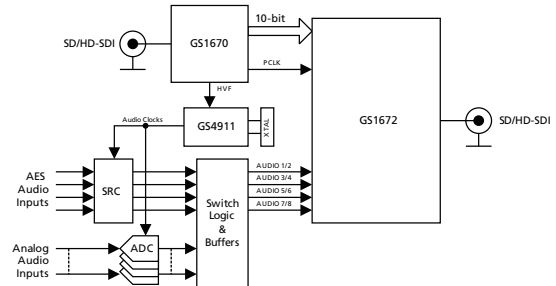 10-bit
SD/HD-SDI
GS1670
PCLK
HVF
GS1672
SD/HD-SDI
Audio Clocks
GS4911
XTAL
AES
Audio
Inputs
SRC
AUDIO 1/2
AUDIO 3/4
AUDIO 5/6
AUDIO 7/8
Switch
Logic
&
Buffers
Analog
Audio
Inputs
ADC